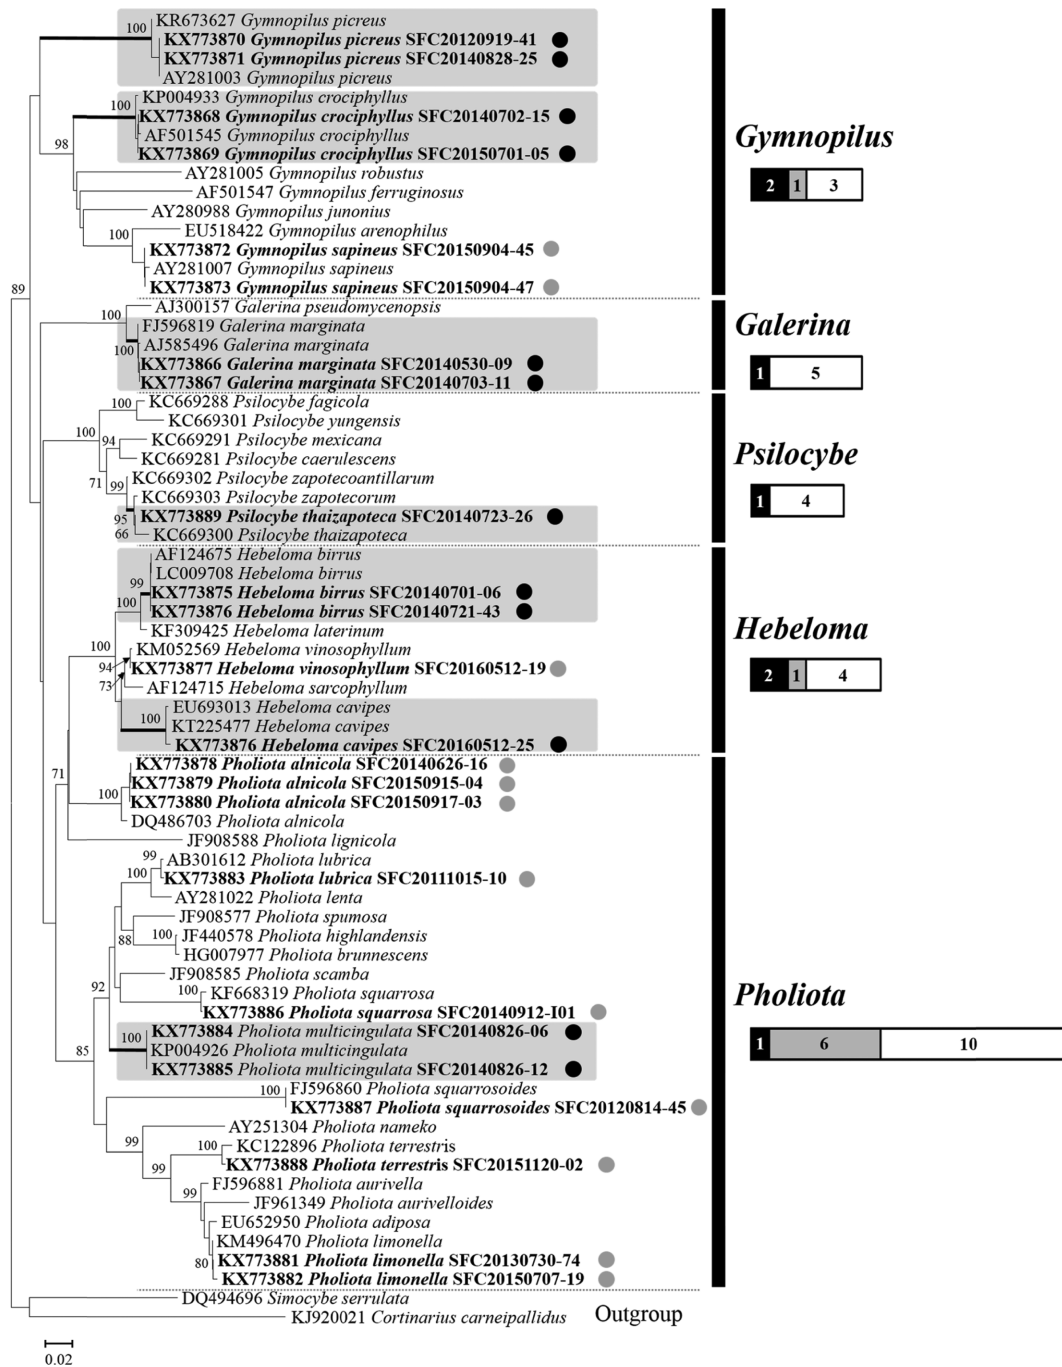 KR673627 Gymnopilus picreus
100
KX773870 Gymnopilus picreus SFC20120919-41
KX773871 Gymnopilus picreus SFC20140828-25
AY281003 Gymnopilus picreus
KP004933 Gymnopilus crociphyllus
100
KX773868 Gymnopilus crociphyllus SFC20140702-15
AF501545 Gymnopilus crociphyllus
98
KX773869 Gymnopilus crociphyllus SFC20150701-05
AY281005 Gymnopilus robustus
AF501547 Gymnopilus ferruginosus
AY280988 Gymnopilus junonius
EU518422 Gymnopilus arenophilus
100
KX773872 Gymnopilus sapineus SFC20150904-45
AY281007 Gymnopilus sapineus
KX773873 Gymnopilus sapineus SFC20150904-47
Gymnopilus
2 1 3
89
AJ300157 Galerina pseudomycenopsis
100
FJ596819 Galerina marginata
AJ585496 Galerina marginata
100
KX773866 Galerina marginata SFC20140530-09
KX773867 Galerina marginata SFC20140703-11
Galerina
1 5
KC669288 Psilocybe fagicola
100
KC669301 Psilocybe yungensis
100
KC669291 Psilocybe mexicana
94
KC669281 Psilocybe caerulescens
KC669302 Psilocybe zapotecoantillarum
71 99
KC669303 Psilocybe zapotecorum
KX773889 Psilocybe thaizapoteca SFC20140723-26
95
66
KC669300 Psilocybe thaizapoteca
Psilocybe
1 4
AF124675 Hebeloma birrus
LC009708 Hebeloma birrus
99
KX773875 Hebeloma birrus SFC20140701-06
100
KX773876 Hebeloma birrus SFC20140721-43
KF309425 Hebeloma laterinum
100
KM052569 Hebeloma vinosophyllum
94
KX773877 Hebeloma vinosophyllum SFC20160512-19
73
AF124715 Hebeloma sarcophyllum
EU693013 Hebeloma cavipes
100
KT225477 Hebeloma cavipes
KX773876 Hebeloma cavipes SFC20160512-25
Hebeloma
2 1 4
71
KX773878 Pholiota alnicola SFC20140626-16
KX773879 Pholiota alnicola SFC20150915-04
100
KX773880 Pholiota alnicola SFC20150917-03
DQ486703 Pholiota alnicola
JF908588 Pholiota lignicola
99
AB301612 Pholiota lubrica
100
KX773883 Pholiota lubrica SFC20111015-10
AY281022 Pholiota lenta
JF908577 Pholiota spumosa
88 100
JF440578 Pholiota highlandensis
HG007977 Pholiota brunnescens
JF908585 Pholiota scamba
92
100
KF668319 Pholiota squarrosa
KX773886 Pholiota squarrosa SFC20140912-I01
KX773884 Pholiota multicingulata SFC20140826-06
100
KP004926 Pholiota multicingulata
85
KX773885 Pholiota multicingulata SFC20140826-12
100
FJ596860 Pholiota squarrosoides
KX773887 Pholiota squarrosoides SFC20120814-45
AY251304 Pholiota nameko
99
100
KC122896 Pholiota terrestris
KX773888 Pholiota terrestris SFC20151120-02
99
FJ596881 Pholiota aurivella
99
JF961349 Pholiota aurivelloides
EU652950 Pholiota adiposa
KM496470 Pholiota limonella
80
KX773881 Pholiota limonella SFC20130730-74
KX773882 Pholiota limonella SFC20150707-19
Pholiota
1 6 10
DQ494696 Simocybe serrulata
KJ920021 Cortinarius carneipallidus
Outgroup
0.02